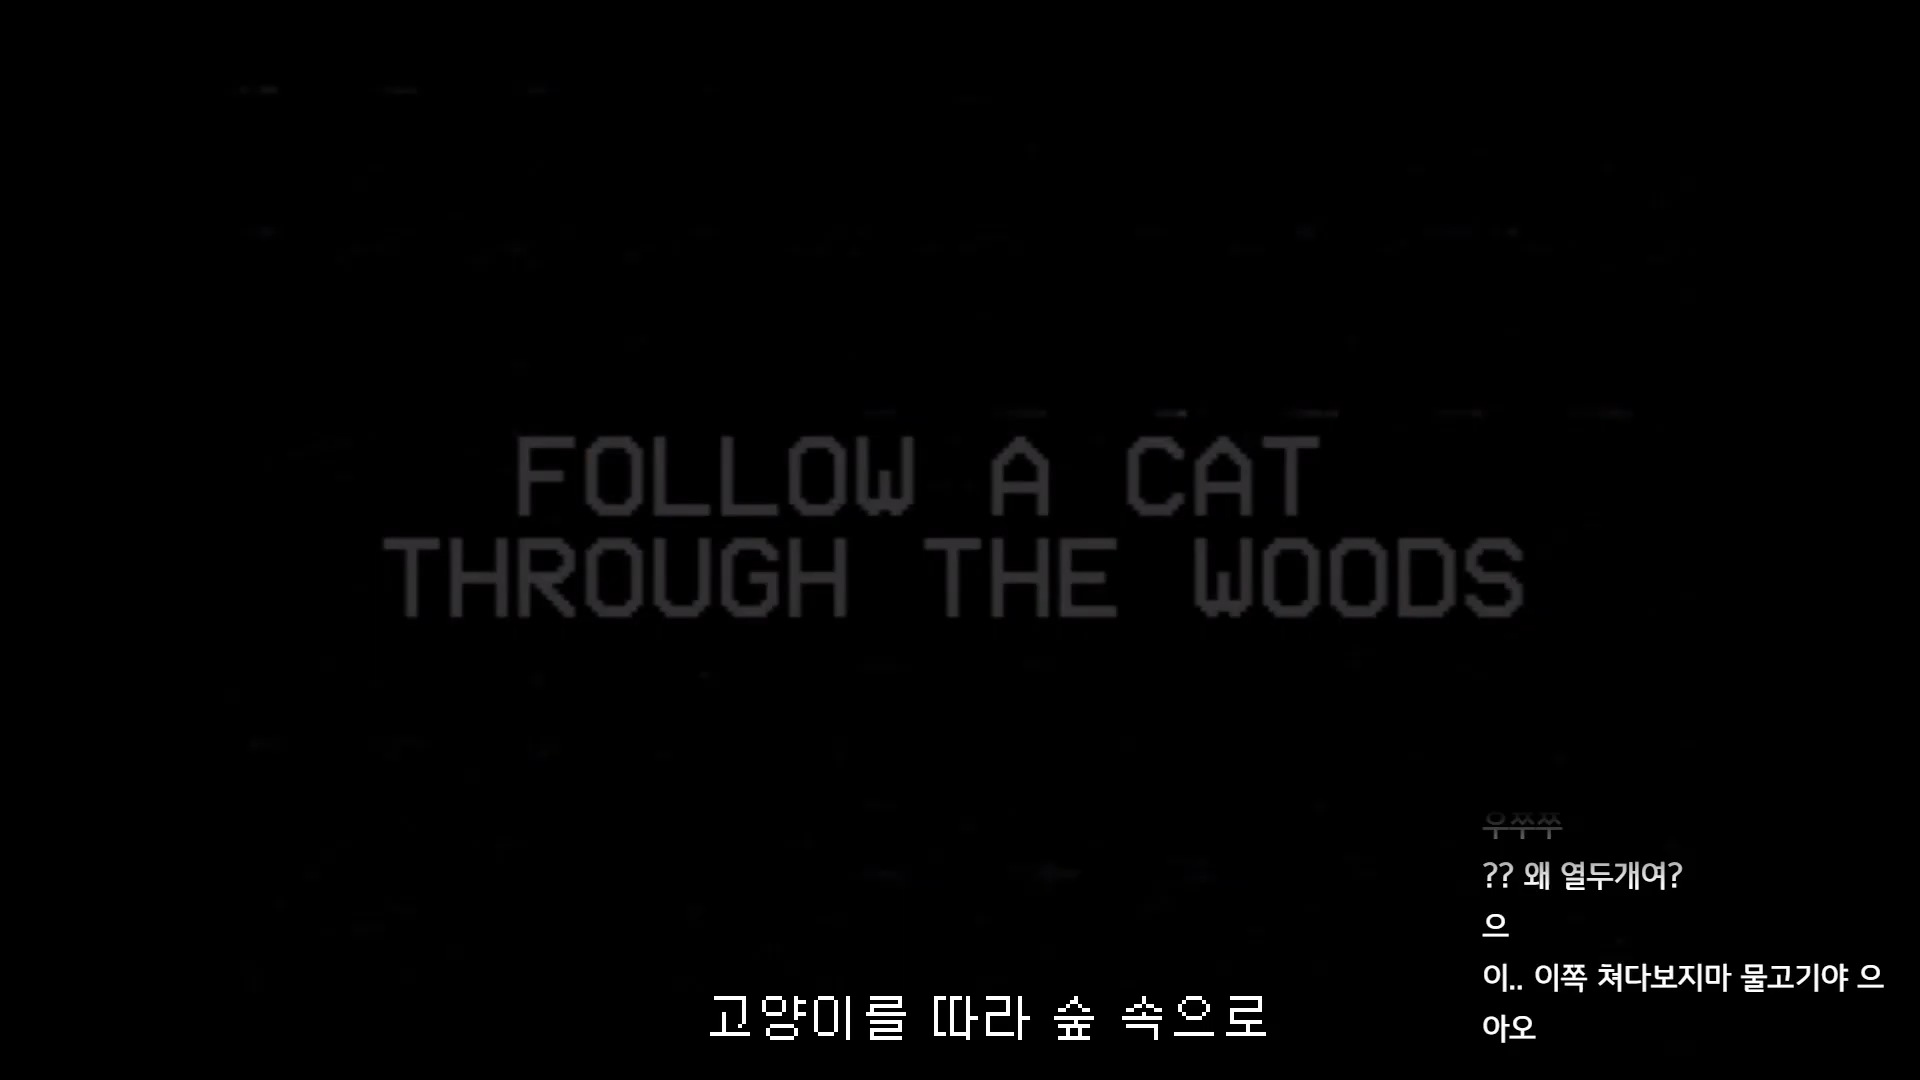 FOLLOW A CAT
THROUGH THE WOODS
우쭈쭈
?? 왜 열두개여?
으
이.. 이쪽 쳐다보지마 물고기야 으
아오
고양이를 따라 숲 속으로